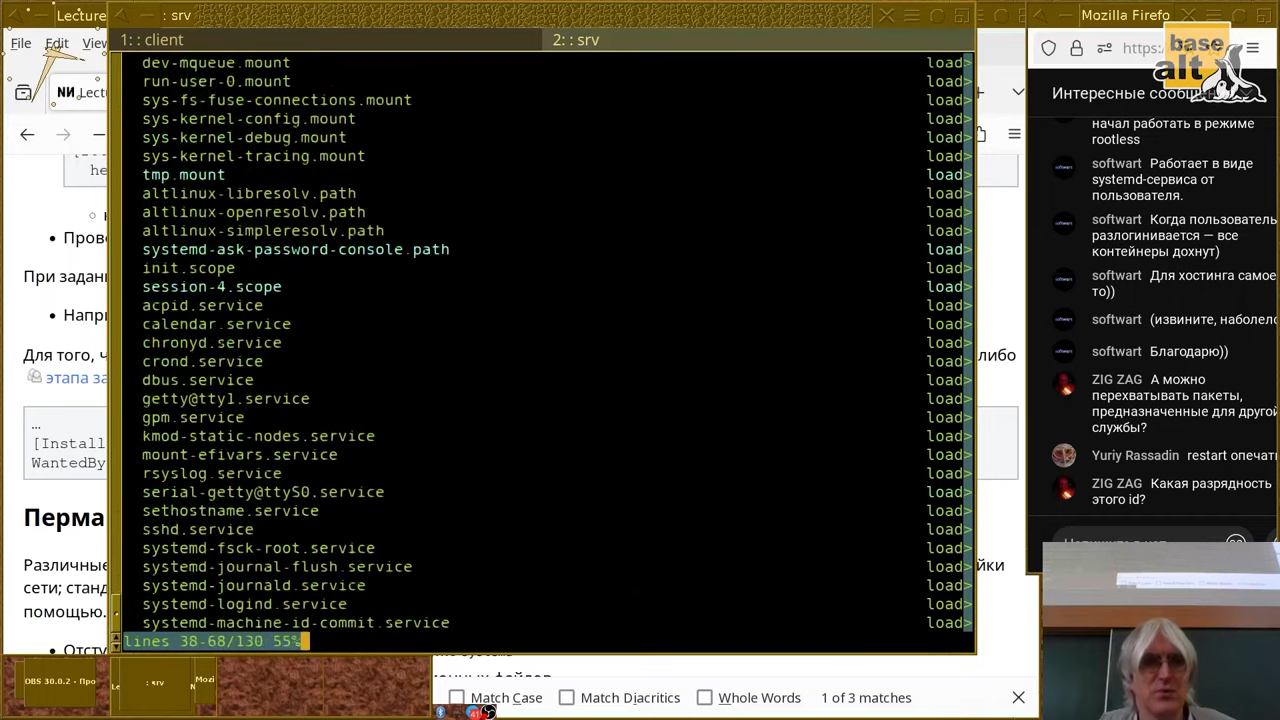 Lecture
: srv
Mozilla Firefo
File Edit View
1: : client
2: : srv
https:
base
alt
Lectu
Интересные сообщ
dev-mqueue.mount load>
run-user-0.mount load>
sys-fs-fuse-connections.mount load>
sys-kernel-config.mount load>
sys-kernel-debug.mount load>
sys-kernel-tracing.mount load>
tmp.mount load>
altlinux-libresolv.path load>
altlinux-openresolv.path load>
altlinux-simpleresolv.path load>
systemd-ask-password-console.path load>
init.scope load>
session-4.scope load>
acpid.service load>
calendar.service load>
chronyd.service load>
crond.service load>
dbus.service load>
getty@tty1.service load>
gpm.service load>
kmod-static-nodes.service load>
mount-efivars.service load>
rsyslog.service load>
serial-getty@ttyS0.service load>
sethostname.service load>
sshd.service load>
systemd-fsck-root.service load>
systemd-journal-flush.service load>
systemd-journald.service load>
systemd-logind.service load>
systemd-machine-id-commit.service load>
lines 38-68/130 55%
he
Прове
При задан
Напри
Для того, ч
либо
этапа за
…
[Install
WantedBy
Перма
Различные
йки
сети; станд
помощью.
Отсту
начал работать в режиме
rootless
softwart Работает в виде
systemd-сервиса от
пользователя.
softwart Когда пользователь
разлогинивается — все
контейнеры дохнут)
softwart Для хостинга самое
то))
softwart (извините, наболело
softwart Благодарю))
ZIG ZAG А можно
перехватывать пакеты,
предназначенные для другой
службы?
Yuriy Rassadin restart опечат
ZIG ZAG Какая разрядность
этого id?
OBS 30.0.2 - Про
Le
: srv
N
Mozi
Match Case
Match Diacritics
Whole Words
1 of 3 matches
41